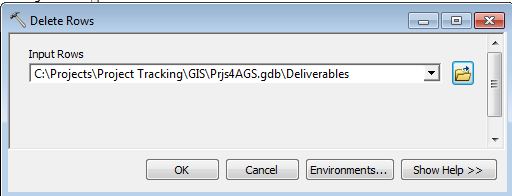 Delete Rows
Input Rows
C:\Projects\Project Tracking\GIS\Prjs4AGS.gdb\Deliverables
OK
Cancel
Environments...
Show Help >>